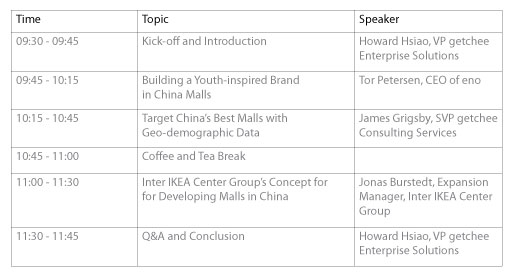 Time Topic Speaker
09:30 - 09:45 Kick-off and Introduction Howard Hsiao, VP getchee
Enterprise Solutions
09:45 - 10:15 Building a Youth-inspired Brand Tor Petersen, CEO of eno
in China Malls
10:15 - 10:45 Target China's Best Malls with James Grigsby, SVP getchee
Geo-demographic Data Consulting Services
10:45 - 11:00 Coffee and Tea Break
11:00 - 11:30 Inter IKEA Center Group's Concept for Jonas Burstedt, Expansion
for Developing Malls in China Manager, Inter IKEA Center
Group
11:30 - 11:45 Q&A and Conclusion Howard Hsiao, VP getchee
Enterprise Solutions